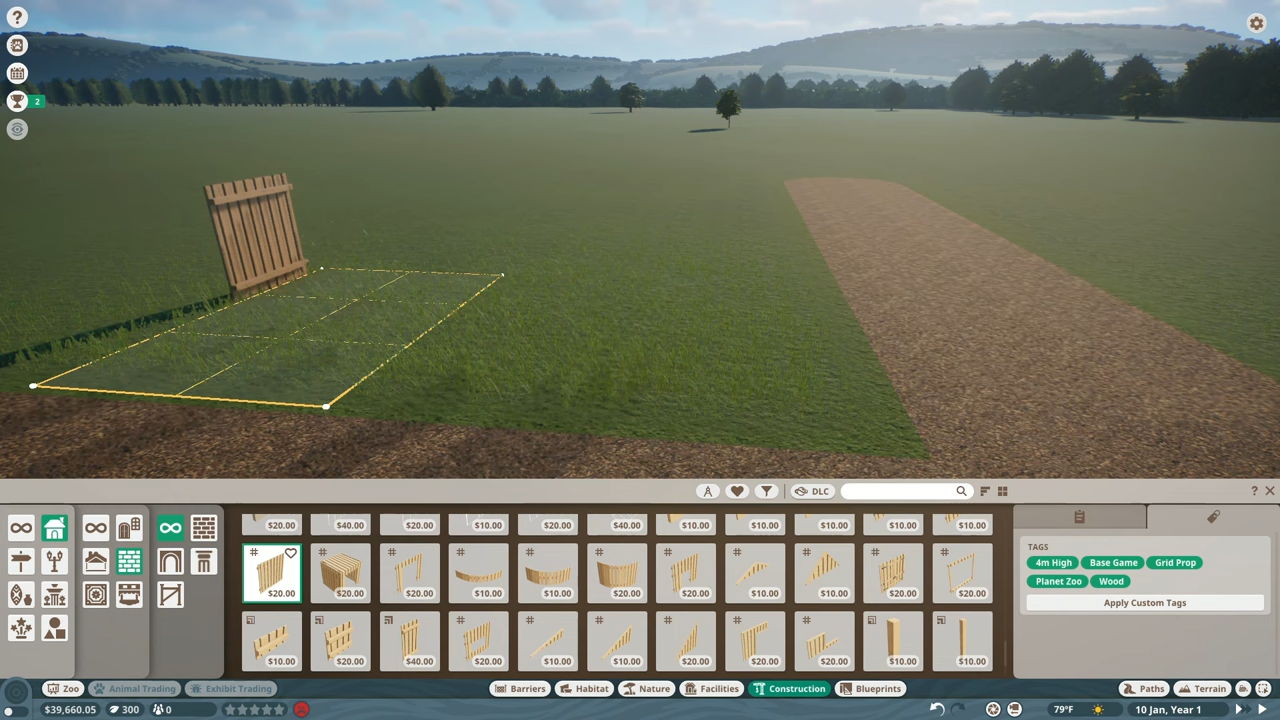 ?
2
DLC
? ×
$20.00 $40.00 $20.00 $10.00 $20.00 $40.00 $10.00 $10.00 $10.00 $10.00 $10.00
$20.00 $20.00 $20.00 $10.00 $20.00 $20.00 $20.00 $10.00 $10.00 $20.00 $20.00
$10.00 $20.00 $40.00 $20.00 $10.00 $10.00 $20.00 $20.00 $20.00 $10.00 $10.00
TAGS
4m High Base Game Grid Prop
Planet Zoo Wood
Apply Custom Tags
Zoo Animal Trading Exhibit Trading Barriers Habitat Nature Facilities Construction Blueprints Paths Terrain
$39,660.05 300 0 79°F 10 Jan, Year 1